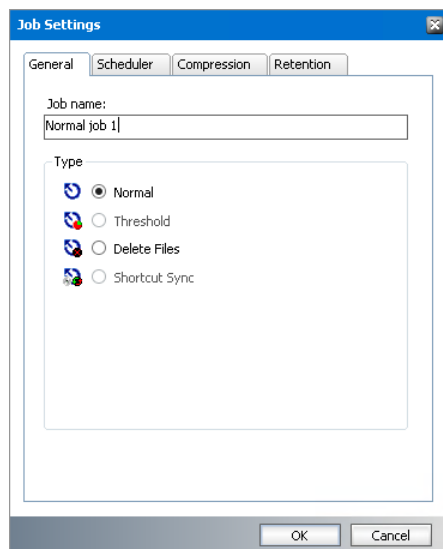 Job Settings
General Scheduler Compression Retention
Job name:
Normal job 1
Type
Normal
Threshold
Delete Files
Shortcut Sync
OK Cancel